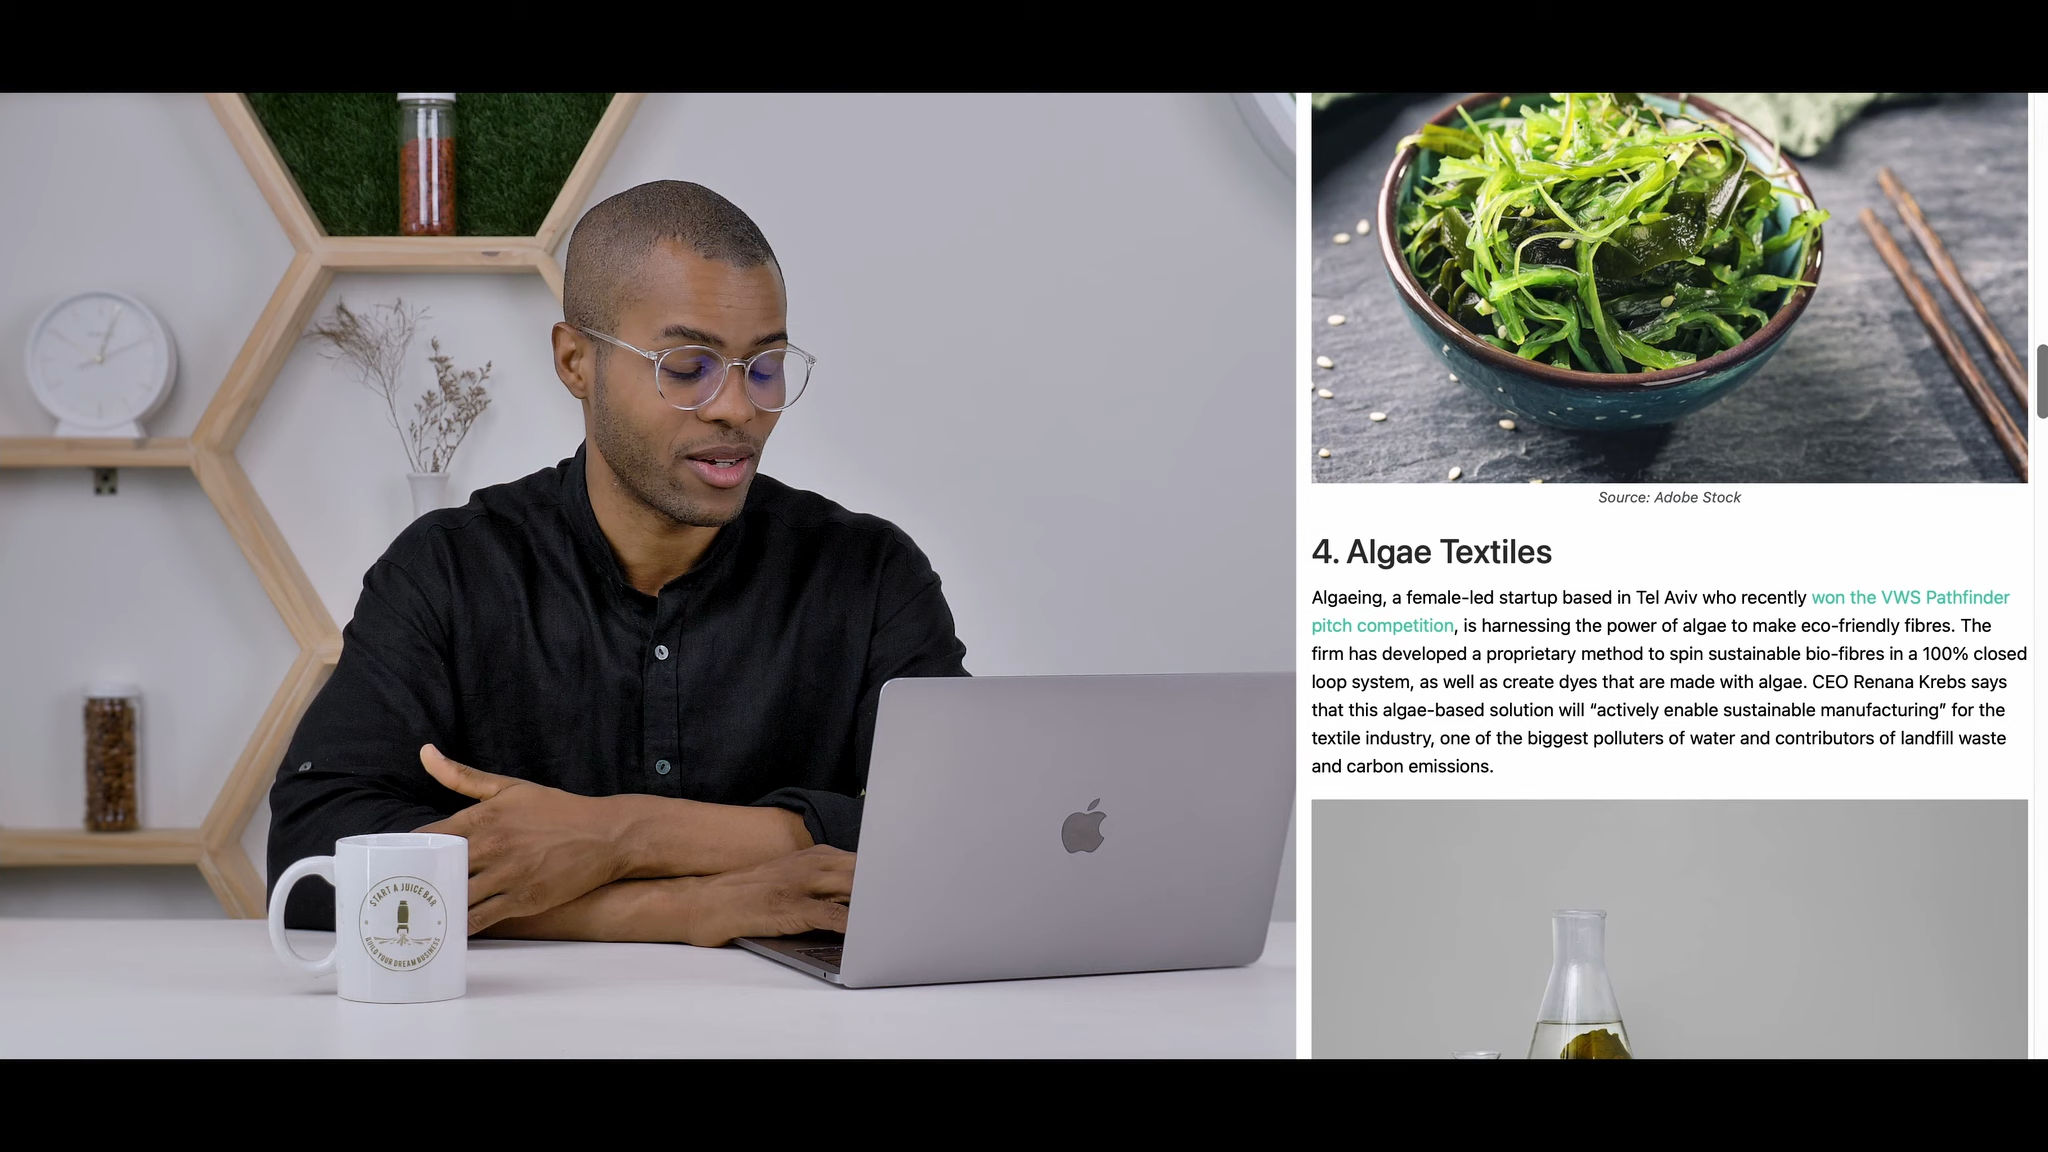 Source: Adobe Stock
4. Algae Textiles
Algaeing, a female-led startup based in Tel Aviv who recently won the VWS Pathfinder
pitch competition, is harnessing the power of algae to make eco-friendly fibres. The
firm has developed a proprietary method to spin sustainable bio-fibres in a 100% closed
loop system, as well as create dyes that are made with algae. CEO Renana Krebs says
that this algae-based solution will “actively enable sustainable manufacturing” for the
textile industry, one of the biggest polluters of water and contributors of landfill waste
and carbon emissions.
START A JUICE BAR
BUILD YOUR DREAM BUSINESS